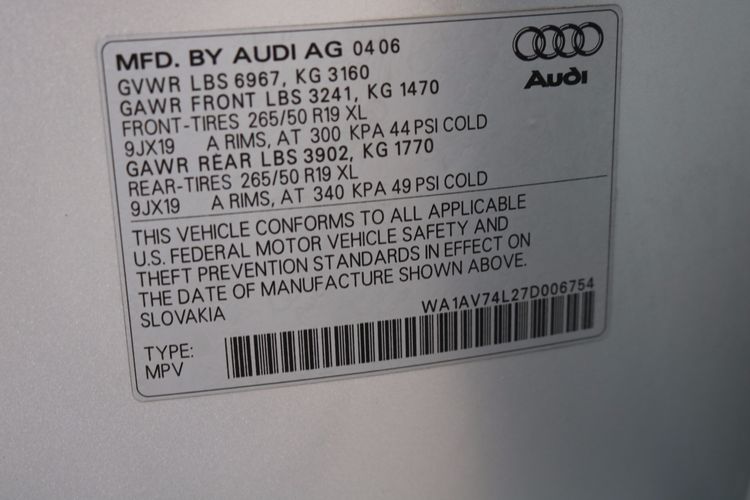 MFD. BY AUDI AG 04 06
Audi
GVWR LBS 6967, KG 3160
GAWR FRONT LBS 3241, KG 1470
FRONT-TIRES 265/50 R19 XL
9JX19 A RIMS, AT 300 KPA 44 PSI COLD
GAWR REAR LBS 3902, KG 1770
REAR-TIRES 265/50 R19 XL
9JX19 A RIMS, AT 340 KPA 49 PSI COLD
THIS VEHICLE CONFORMS TO ALL APPLICABLE
U.S. FEDERAL MOTOR VEHICLE SAFETY AND
THEFT PREVENTION STANDARDS IN EFFECT ON
THE DATE OF MANUFACTURE SHOWN ABOVE.
SLOVAKIA
WA1AV74L27D006754
TYPE:
MPV